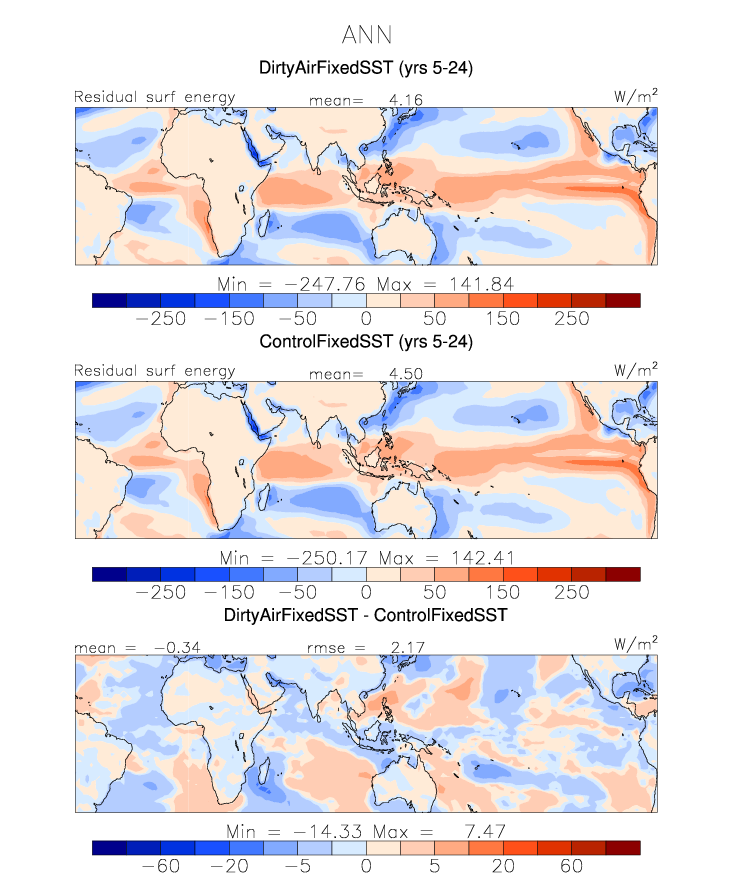 ANN
DirtyAirFixedSST (yrs 5-24)
Residual surf energy mean= 4.16 W/m²
Min = −247.76 Max = 141.84
−250 −150 −50 0 50 150 250
ControlFixedSST (yrs 5-24)
Residual surf energy mean= 4.50 W/m²
Min = −250.17 Max = 142.41
−250 −150 −50 0 50 150 250
DirtyAirFixedSST - ControlFixedSST
mean = −0.34 rmse = 2.17 W/m²
Min = −14.33 Max = 7.47
−60 −20 −5 0 5 20 60